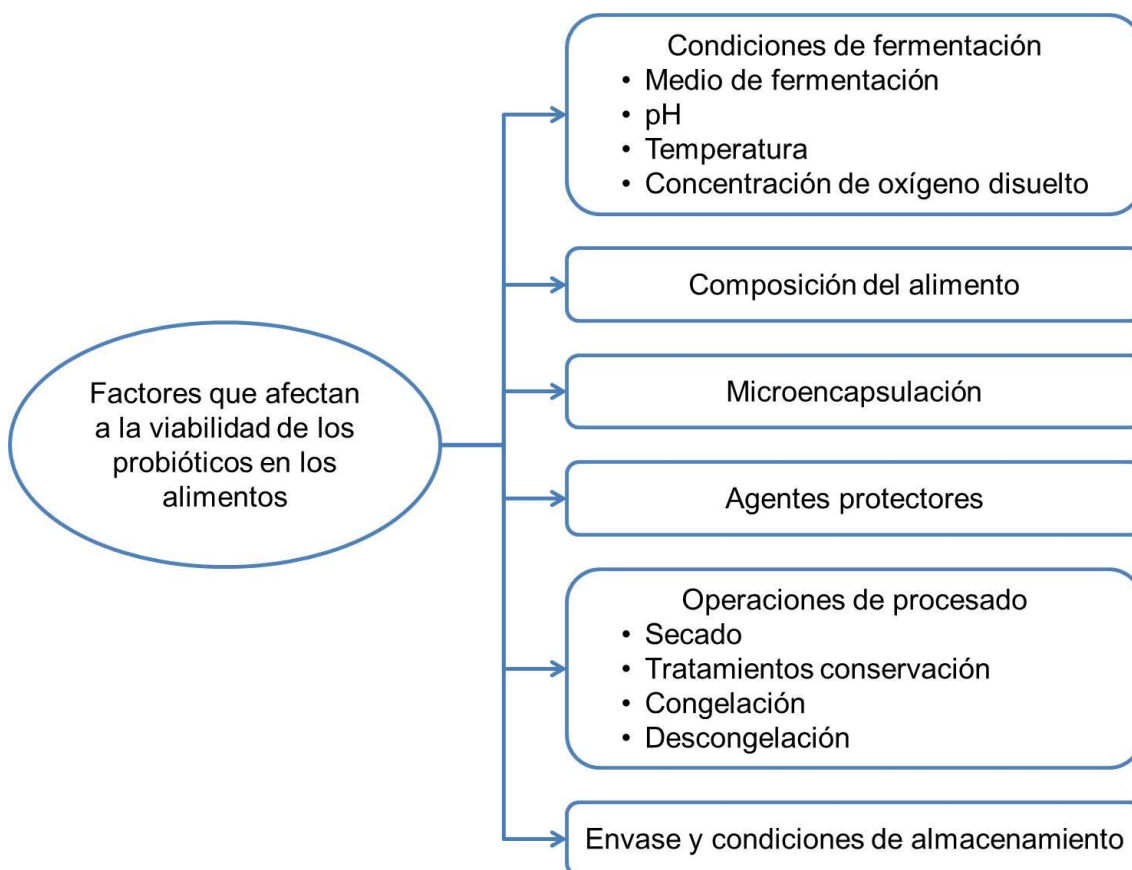 Factores que afectan
a la viabilidad de los
probióticos en los
alimentos
Condiciones de fermentación
• Medio de fermentación
• pH
• Temperatura
• Concentración de oxígeno disuelto
Composición del alimento
Microencapsulación
Agentes protectores
Operaciones de procesado
• Secado
• Tratamientos conservación
• Congelación
• Descongelación
Envase y condiciones de almacenamiento